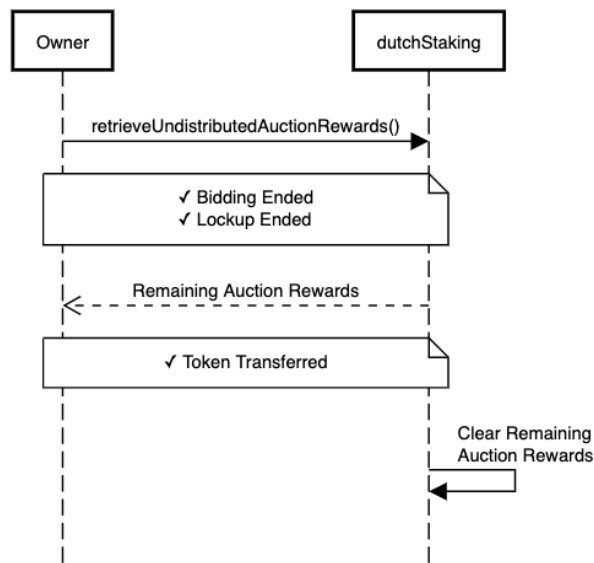 Owner
dutchStaking
retrieveUndistributedAuctionRewards()
✓ Bidding Ended
✓ Lockup Ended
Remaining Auction Rewards
✓ Token Transferred
Clear Remaining
Auction Rewards